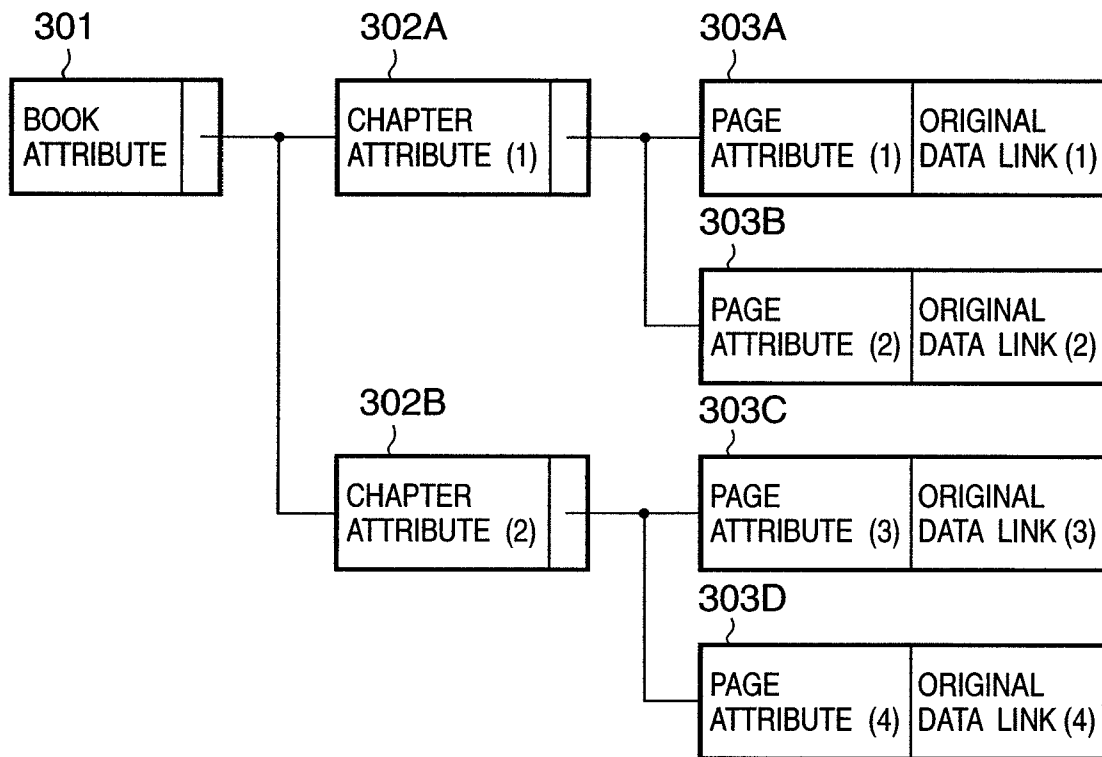 301
BOOK
ATTRIBUTE
302A
CHAPTER
ATTRIBUTE (1)
303A
PAGE
ATTRIBUTE (1)
ORIGINAL
DATA LINK (1)
303B
PAGE
ATTRIBUTE (2)
ORIGINAL
DATA LINK (2)
302B
CHAPTER
ATTRIBUTE (2)
303C
PAGE
ATTRIBUTE (3)
ORIGINAL
DATA LINK (3)
303D
PAGE
ATTRIBUTE (4)
ORIGINAL
DATA LINK (4)